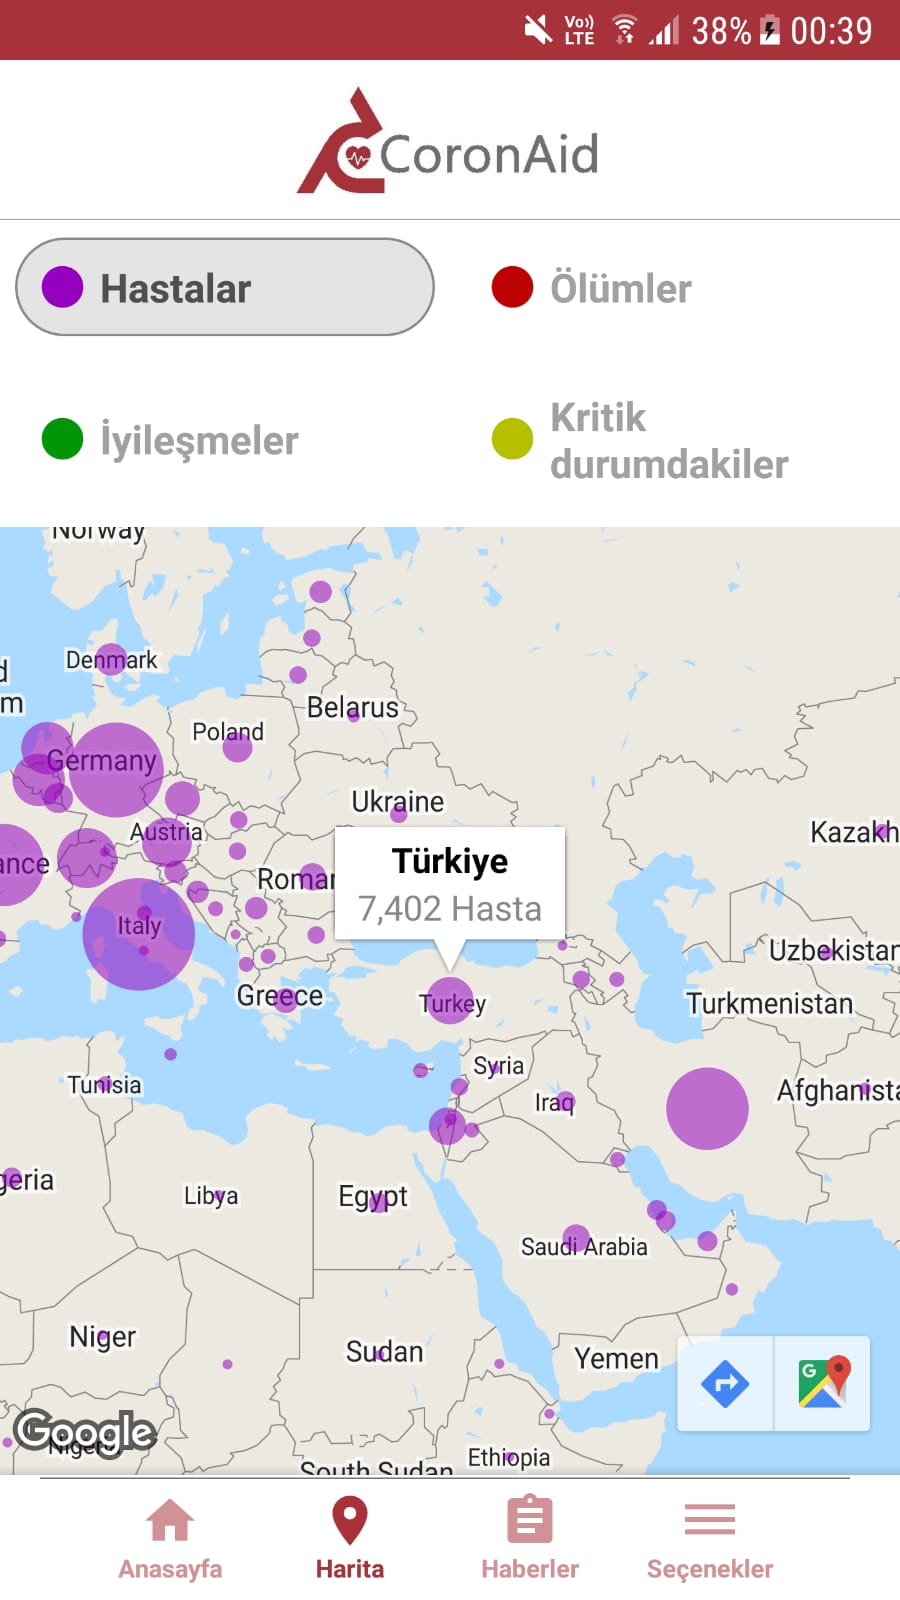 Vo)) LTE 38% 00:39
CoronAid
Hastalar
Ölümler
İyileşmeler
Kritik
durumdakiler
Norway
Denmark
d
m
Belarus
Poland
Germany
Ukraine
Austria
Kazakh
ance
Türkiye
Romar
7,402 Hasta
Italy
Uzbekistan
Greece
Turkey
Turkmenistan
Syria
Tunisia
Iraq
Afghanista
geria
Libya
Egypt
Saudi Arabia
Niger
Sudan
Yemen
G
Google
Nigeria
Ethiopia
South Sudan
Anasayfa
Harita
Haberler
Seçenekler